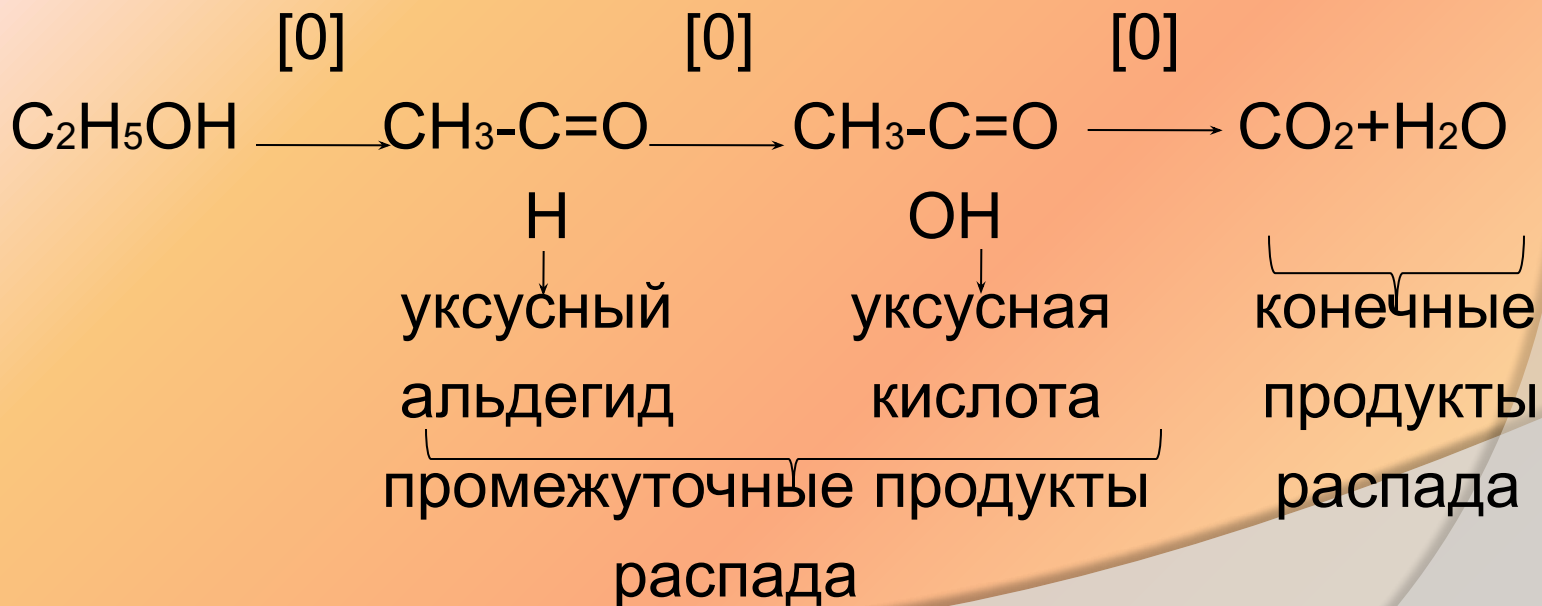 [0] [0] [0]
C₂H₅OH CH₃-C=O CH₃-C=O CO₂+H₂O
H OH
уксусный уксусная конечные
альдегид кислота продукты
промежуточные продукты распада
распада